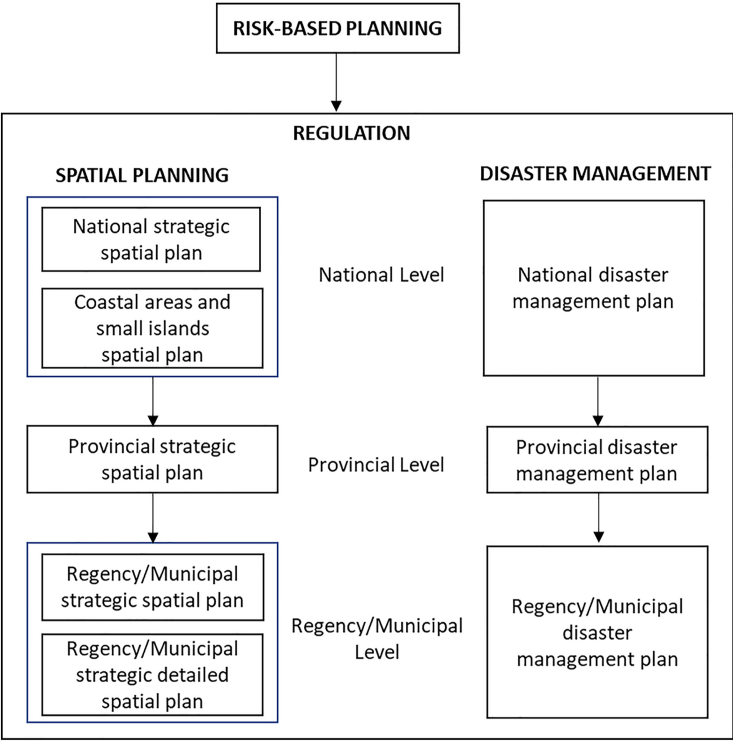 RISK-BASED PLANNING
REGULATION
SPATIAL PLANNING
DISASTER MANAGEMENT
National strategic
spatial plan
Coastal areas and
small islands
spatial plan
National Level
National disaster
management plan
Provincial strategic
spatial plan
Provincial Level
Provincial disaster
management plan
Regency/Municipal
strategic spatial plan
Regency/Municipal
strategic detailed
spatial plan
Regency/Municipal
Level
Regency/Municipal
disaster
management plan